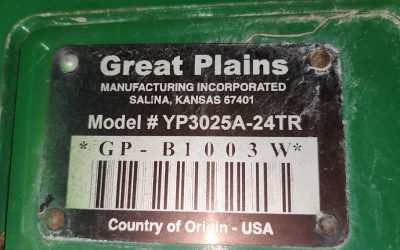 Great Plains
MANUFACTURING INCORPORATED
SALINA, KANSAS 67401
Model # YP3025A-24TR
*GP-B1003W*
Country of Origin - USA